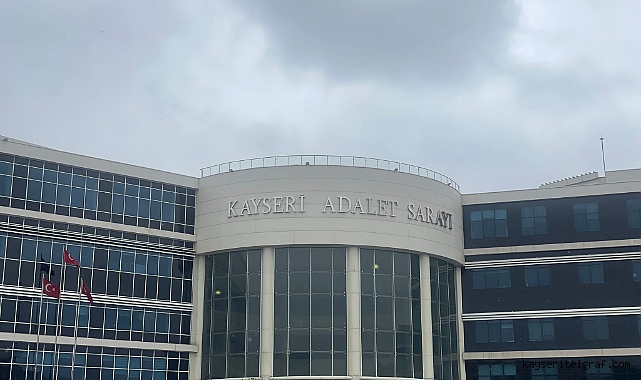 KAYSERİ ADALET SARAYI
kayseritelgraf.com